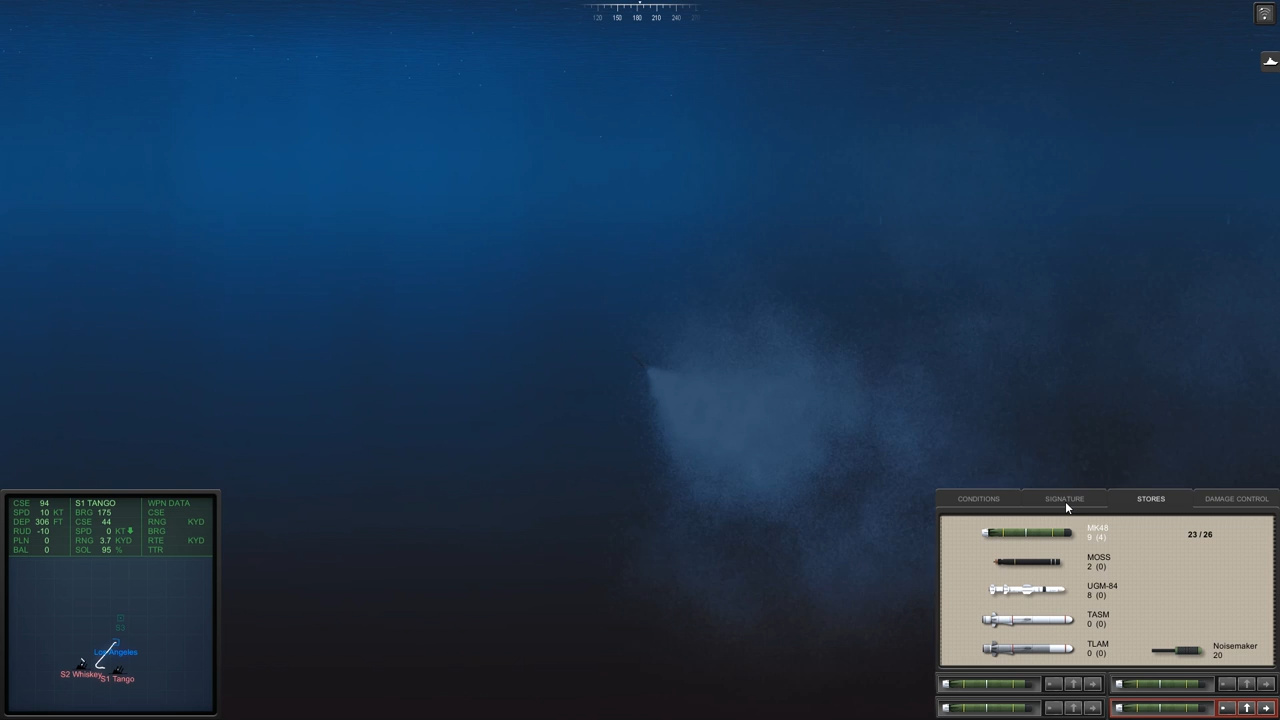 120 150 180 210 240
CSE 94
SPD 10 KT
DEP 306 FT
RUD -10
PLN 0
BAL 0
S1 TANGO
BRG 175
CSE 44
SPD 0 KT
RNG 3.7 KYD
SOL 95 %
WPN DATA
CSE
RNG KYD
BRG
RTE KYD
TTR
S3
Los Angeles
S2 Whiskey
S1 Tango
CONDITIONS SIGNATURE STORES DAMAGE CONTROL
MK48
9 (4)
23 / 26
MOSS
2 (0)
UGM-84
8 (0)
TASM
0 (0)
TLAM
0 (0)
Noisemaker
20